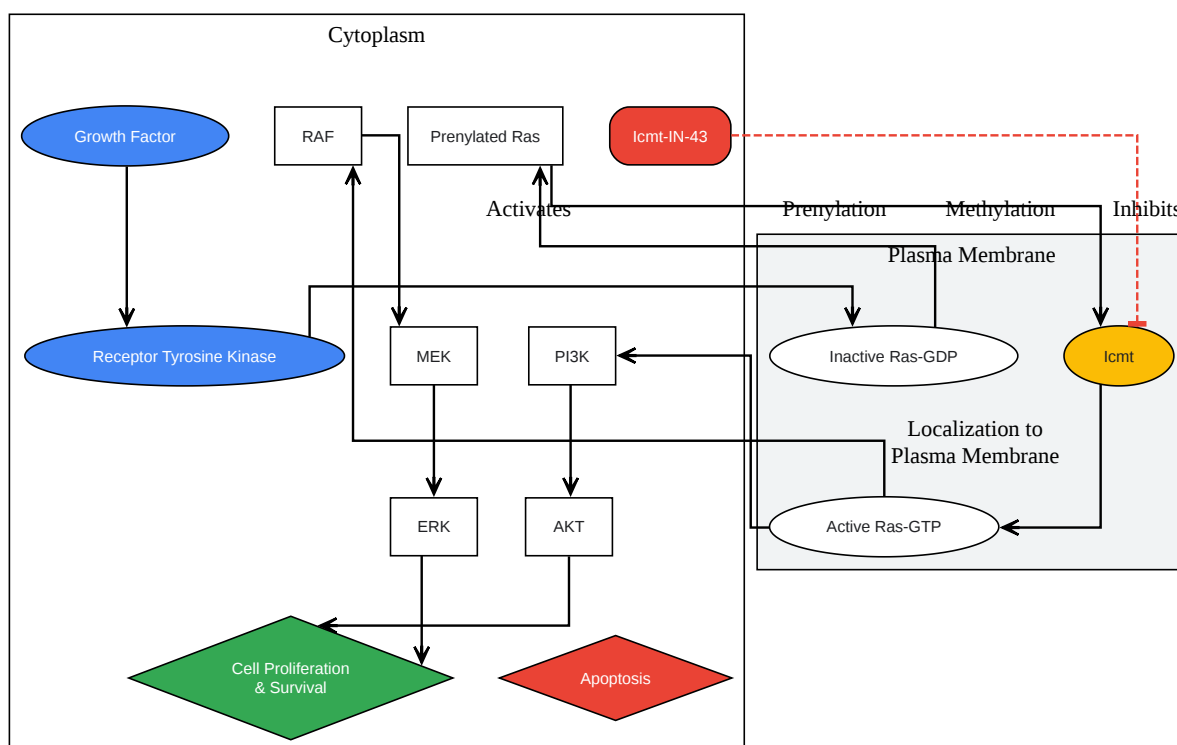 Cytoplasm
Growth Factor
RAF
Prenylated Ras
Icmt-IN-43
Activates
Prenylation
Methylation
Inhibits
Plasma Membrane
Receptor Tyrosine Kinase
MEK
PI3K
Inactive Ras-GDP
Icmt
Localization to
Plasma Membrane
ERK
AKT
Active Ras-GTP
Cell Proliferation
& Survival
Apoptosis